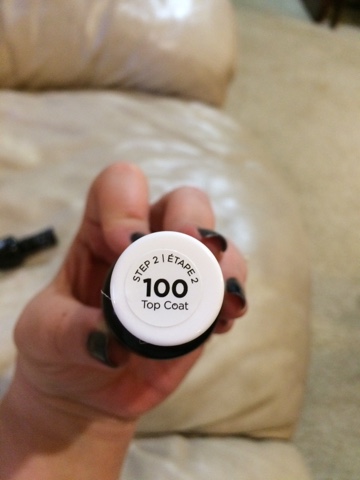 STEP 2 | ÉTAPE 2
100
Top Coat